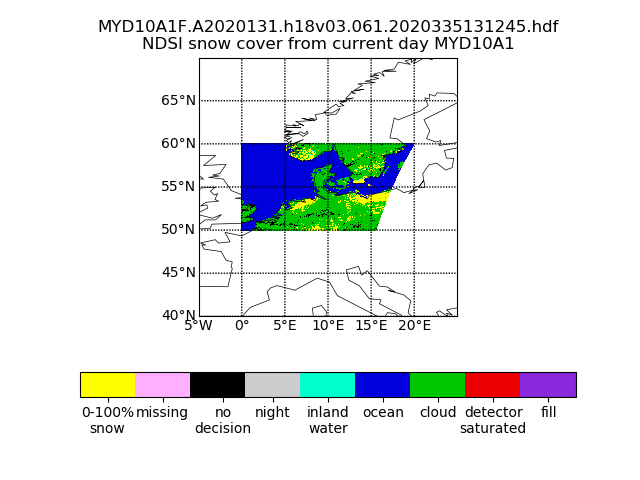 MYD10A1F.A2020131.h18v03.061.2020335131245.hdf
NDSI snow cover from current day MYD10A1
65°N
60°N
55°N
50°N
45°N
40°N
5°W 0° 5°E 10°E 15°E 20°E
0-100% snow
missing
no decision
night
inland water
ocean
cloud
detector saturated
fill